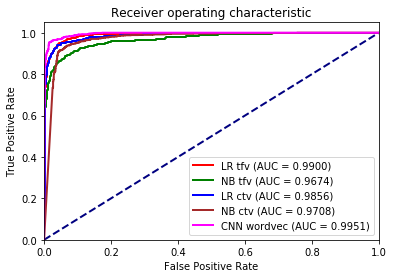 Receiver operating characteristic
True Positive Rate
1.0
0.8
0.6
0.4
0.2
0.0
LR tfv (AUC = 0.9900)
NB tfv (AUC = 0.9674)
LR ctv (AUC = 0.9856)
NB ctv (AUC = 0.9708)
CNN wordvec (AUC = 0.9951)
0.0 0.2 0.4 0.6 0.8 1.0
False Positive Rate